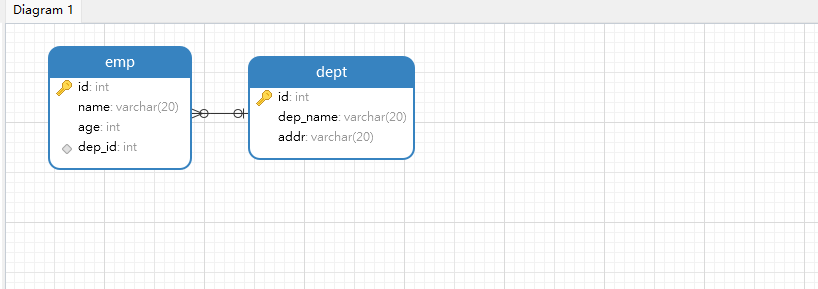 Diagram 1
emp
id: int
name: varchar(20)
age: int
dep_id: int
dept
id: int
dep_name: varchar(20)
addr: varchar(20)